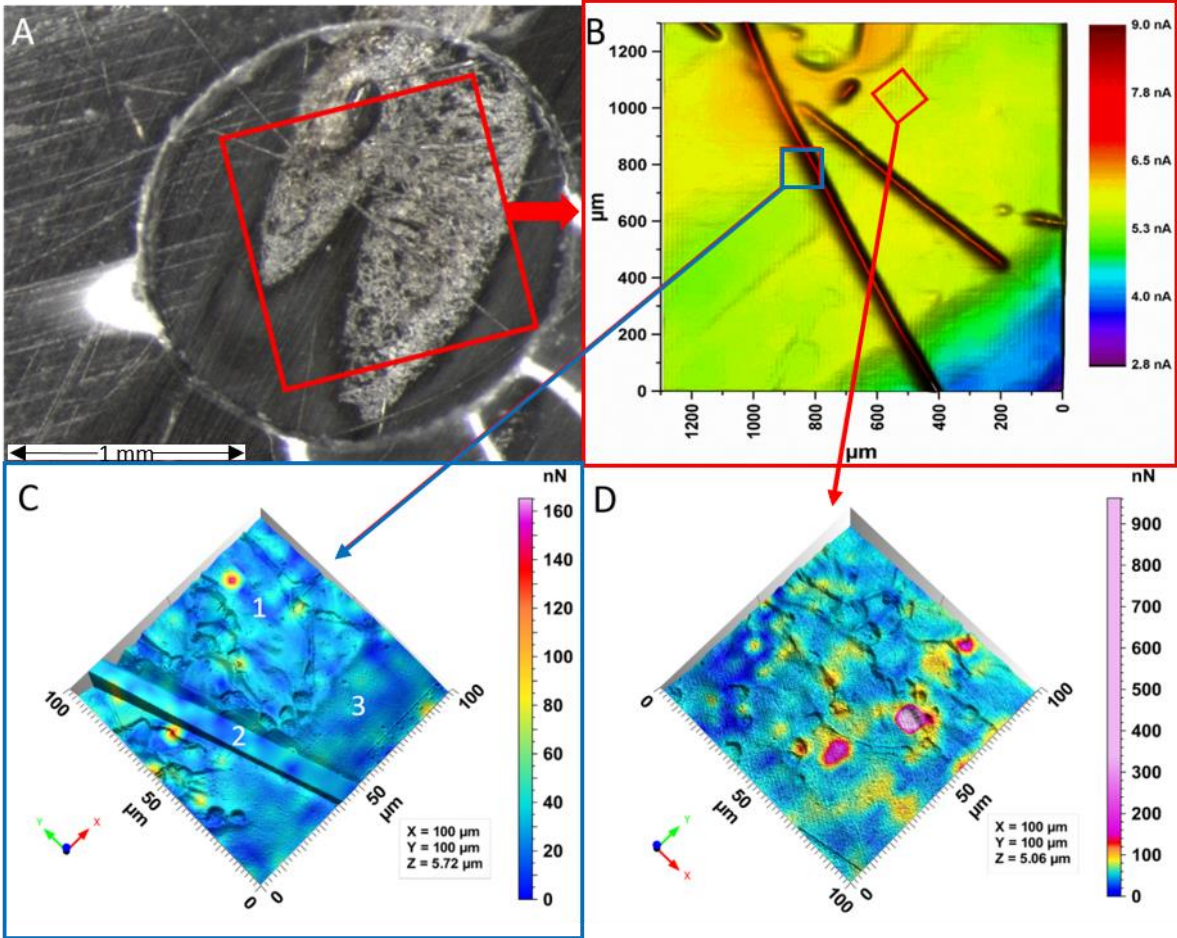 A
1 mm
B
1200
1000
800
600
400
200
0
µm
1200
1000
800
600
400
200
0
µm
9.0 nA
7.8 nA
6.5 nA
5.3 nA
4.0 nA
2.8 nA
C
1
2
3
100
50
µm
0
0
50
µm
100
X = 100 µm
Y = 100 µm
Z = 5.72 µm
Y
X
nN
160
140
120
100
80
60
40
20
0
D
0
50
µm
100
0
50
µm
100
X = 100 µm
Y = 100 µm
Z = 5.06 µm
Y
X
nN
900
800
700
600
500
400
300
200
100
0